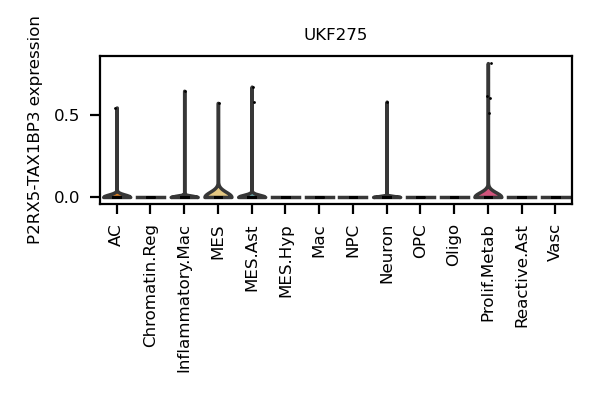 UKF275
P2RX5-TAX1BP3 expression
0.5
0.0
AC
Chromatin.Reg
Inflammatory.Mac
MES
MES.Ast
MES.Hyp
Mac
NPC
Neuron
OPC
Oligo
Prolif.Metab
Reactive.Ast
Vasc